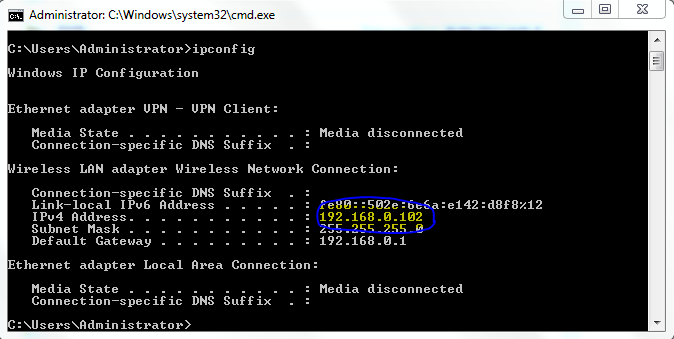 Administrator: C:\Windows\system32\cmd.exe
C:\Users\Administrator>ipconfig
Windows IP Configuration
Ethernet adapter VPN - VPN Client:
Media State . . . . . . . . . . . : Media disconnected
Connection-specific DNS Suffix  . :
Wireless LAN adapter Wireless Network Connection:
Connection-specific DNS Suffix  . :
Link-local IPv6 Address . . . . . : fe80::502e:6e6a:e142:d8f8%12
IPv4 Address. . . . . . . . . . . : 192.168.0.102
Subnet Mask . . . . . . . . . . . : 255.255.255.0
Default Gateway . . . . . . . . . : 192.168.0.1
Ethernet adapter Local Area Connection:
Media State . . . . . . . . . . . : Media disconnected
Connection-specific DNS Suffix  . :
C:\Users\Administrator>